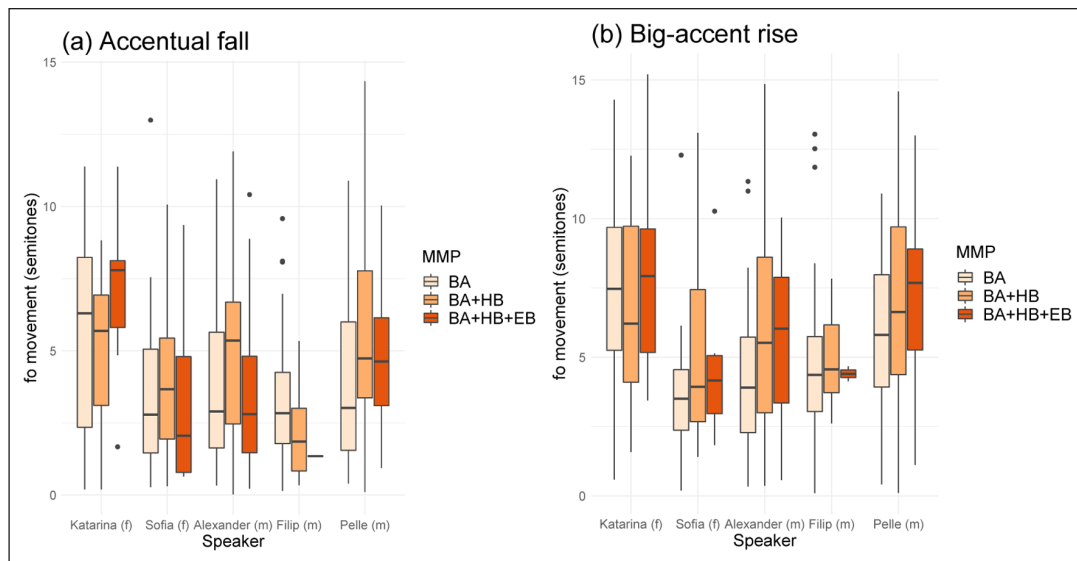 (a) Accentual fall
15
10
5
0
fo movement (semitones)
Katarina (f) Sofia (f) Alexander (m) Filip (m) Pelle (m)
Speaker
MMP
BA
BA+HB
BA+HB+EB
(b) Big-accent rise
15
10
5
0
fo movement (semitones)
Katarina (f) Sofia (f) Alexander (m) Filip (m) Pelle (m)
Speaker
MMP
BA
BA+HB
BA+HB+EB